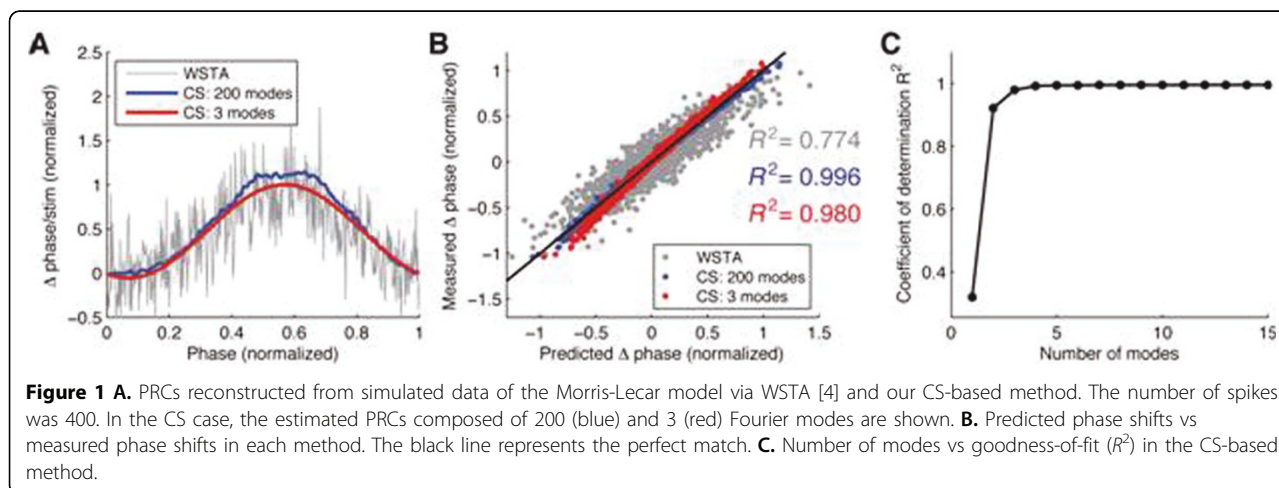 A
2.5
2
1.5
1
0.5
0
−0.5
Δ phase/stim (normalized)
WSTA
CS: 200 modes
CS: 3 modes
0 0.2 0.4 0.6 0.8 1
Phase (normalized)
B
1
0.5
0
−0.5
−1
−1.5
Measured Δ phase (normalized)
R² = 0.774
R² = 0.996
R² = 0.980
WSTA
CS: 200 modes
CS: 3 modes
−1 −0.5 0 0.5 1 1.5
Predicted Δ phase (normalized)
C
1
0.8
0.6
0.4
Coefficient of determination R²
0 5 10 15
Number of modes
Figure 1 A. PRCs reconstructed from simulated data of the Morris-Lecar model via WSTA [4] and our CS-based method. The number of spikes
was 400. In the CS case, the estimated PRCs composed of 200 (blue) and 3 (red) Fourier modes are shown. B. Predicted phase shifts vs
measured phase shifts in each method. The black line represents the perfect match. C. Number of modes vs goodness-of-fit (R²) in the CS-based
method.